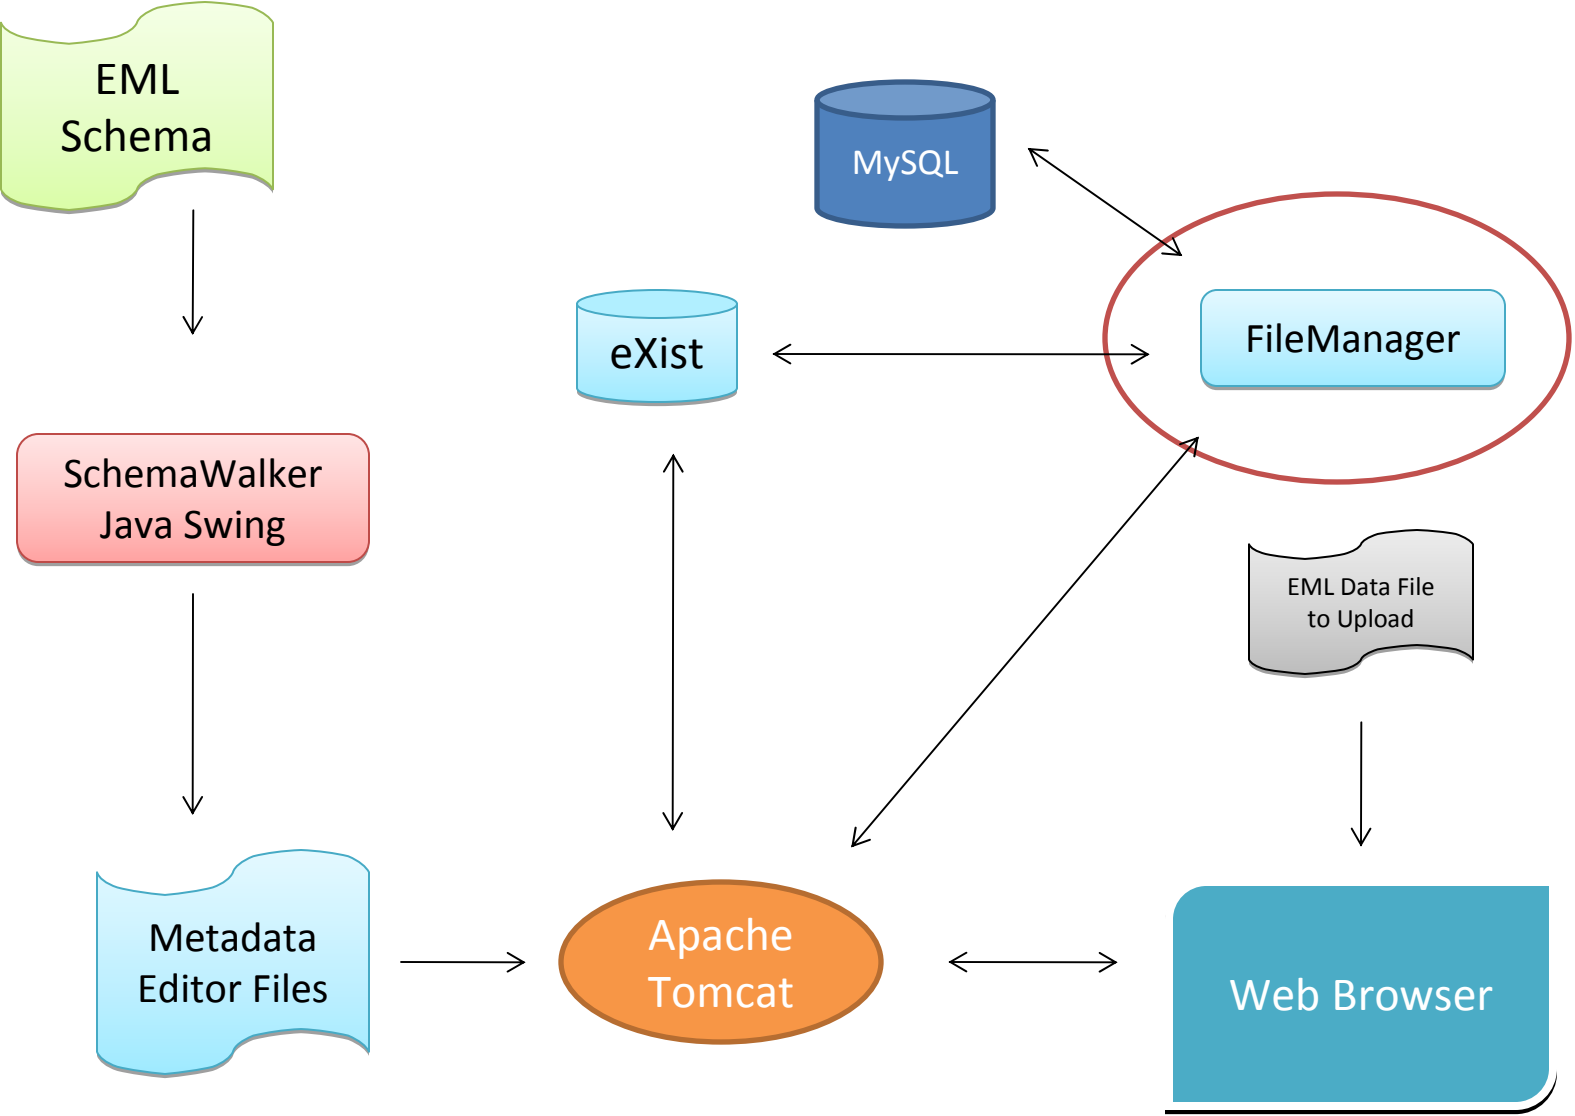 EML
Schema
MySQL
FileManager
eXist
SchemaWalker
Java Swing
EML Data File
to Upload
Metadata
Editor Files
Apache
Tomcat
Web Browser